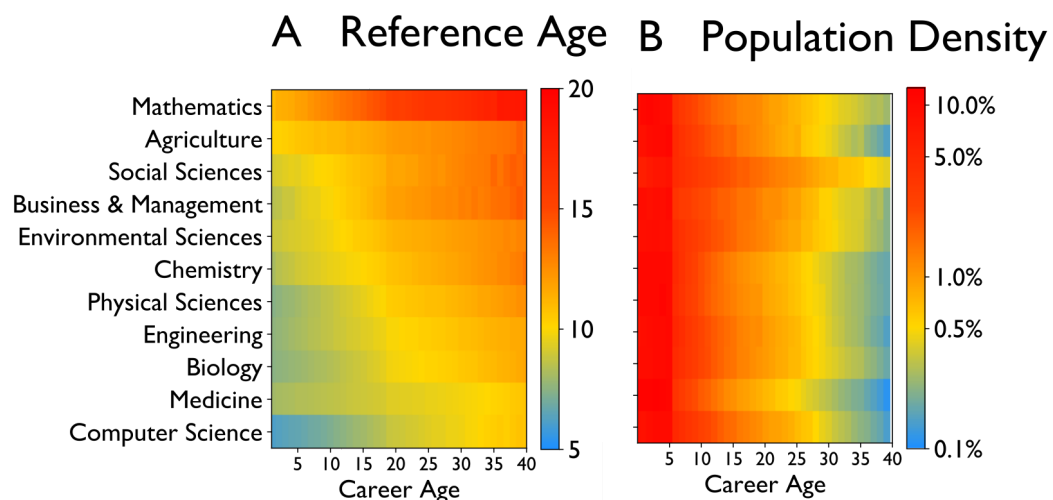 A Reference Age
B Population Density
Mathematics
Agriculture
Social Sciences
Business & Management
Environmental Sciences
Chemistry
Physical Sciences
Engineering
Biology
Medicine
Computer Science
20
15
10
5
5 10 15 20 25 30 35 40
Career Age
10.0%
5.0%
1.0%
0.5%
0.1%
5 10 15 20 25 30 35 40
Career Age